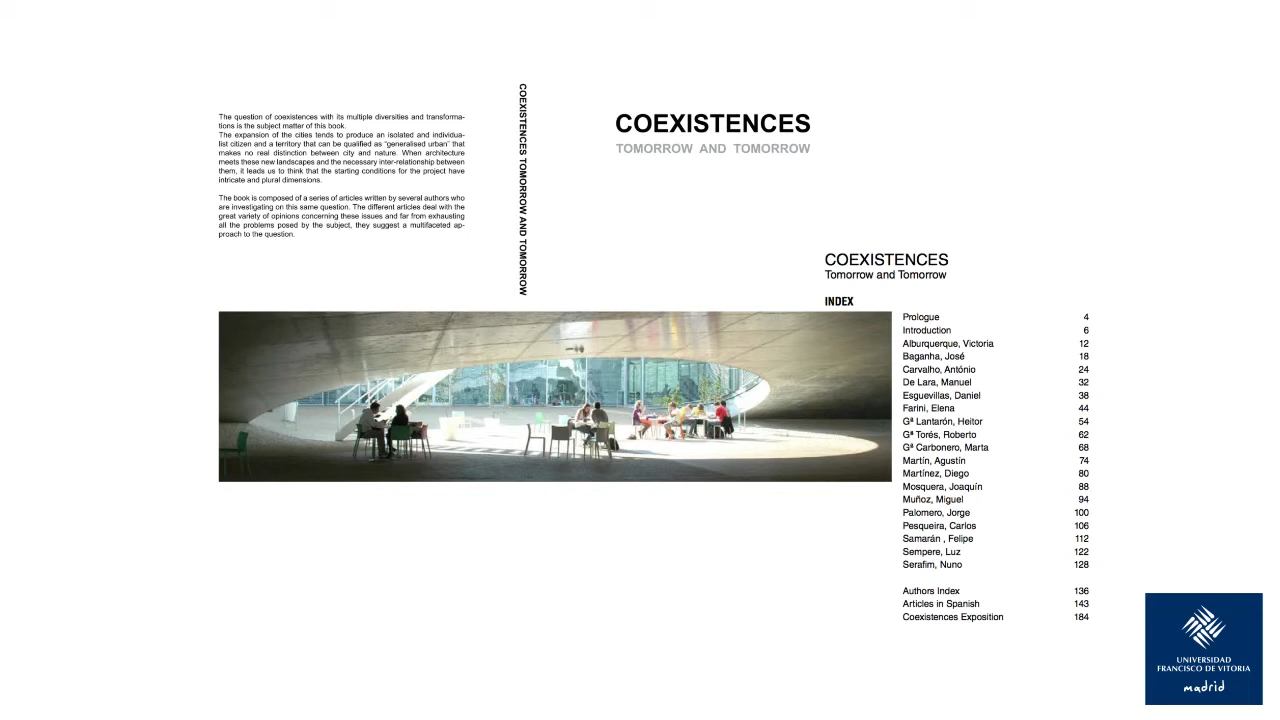 The question of coexistences with its multiple diversities and transforma-
tions is the subject matter of this book.
The expansion of the cities tends to produce an isolated and individua-
list citizen and a territory that can be qualified as “generalised urban” that
makes no real distinction between city and nature. When architecture
meets these new landscapes and the necessary inter-relationship between
them, it leads us to think that the starting conditions for the project have
intricate and plural dimensions.
The book is composed of a series of articles written by several authors who
are investigating on this same question. The different articles deal with the
great variety of opinions concerning these issues and far from exhausting
all the problems posed by the subject, they suggest a multifaceted ap-
proach to the question.
COEXISTENCES TOMORROW AND TOMORROW
COEXISTENCES
TOMORROW AND TOMORROW
COEXISTENCES
Tomorrow and Tomorrow
INDEX
Prologue 4
Introduction 6
Alburquerque, Victoria 12
Baganha, José 18
Carvalho, António 24
De Lara, Manuel 32
Esguevillas, Daniel 38
Farini, Elena 44
Gª Lantarón, Heitor 54
Gª Torés, Roberto 62
Gª Carbonero, Marta 68
Martín, Agustín 74
Martínez, Diego 80
Mosquera, Joaquín 88
Muñoz, Miguel 94
Palomero, Jorge 100
Pesqueira, Carlos 106
Samarán , Felipe 112
Sempere, Luz 122
Serafim, Nuno 128
Authors Index 136
Articles in Spanish 143
Coexistences Exposition 184
UNIVERSIDAD
FRANCISCO DE VITORIA
madrid